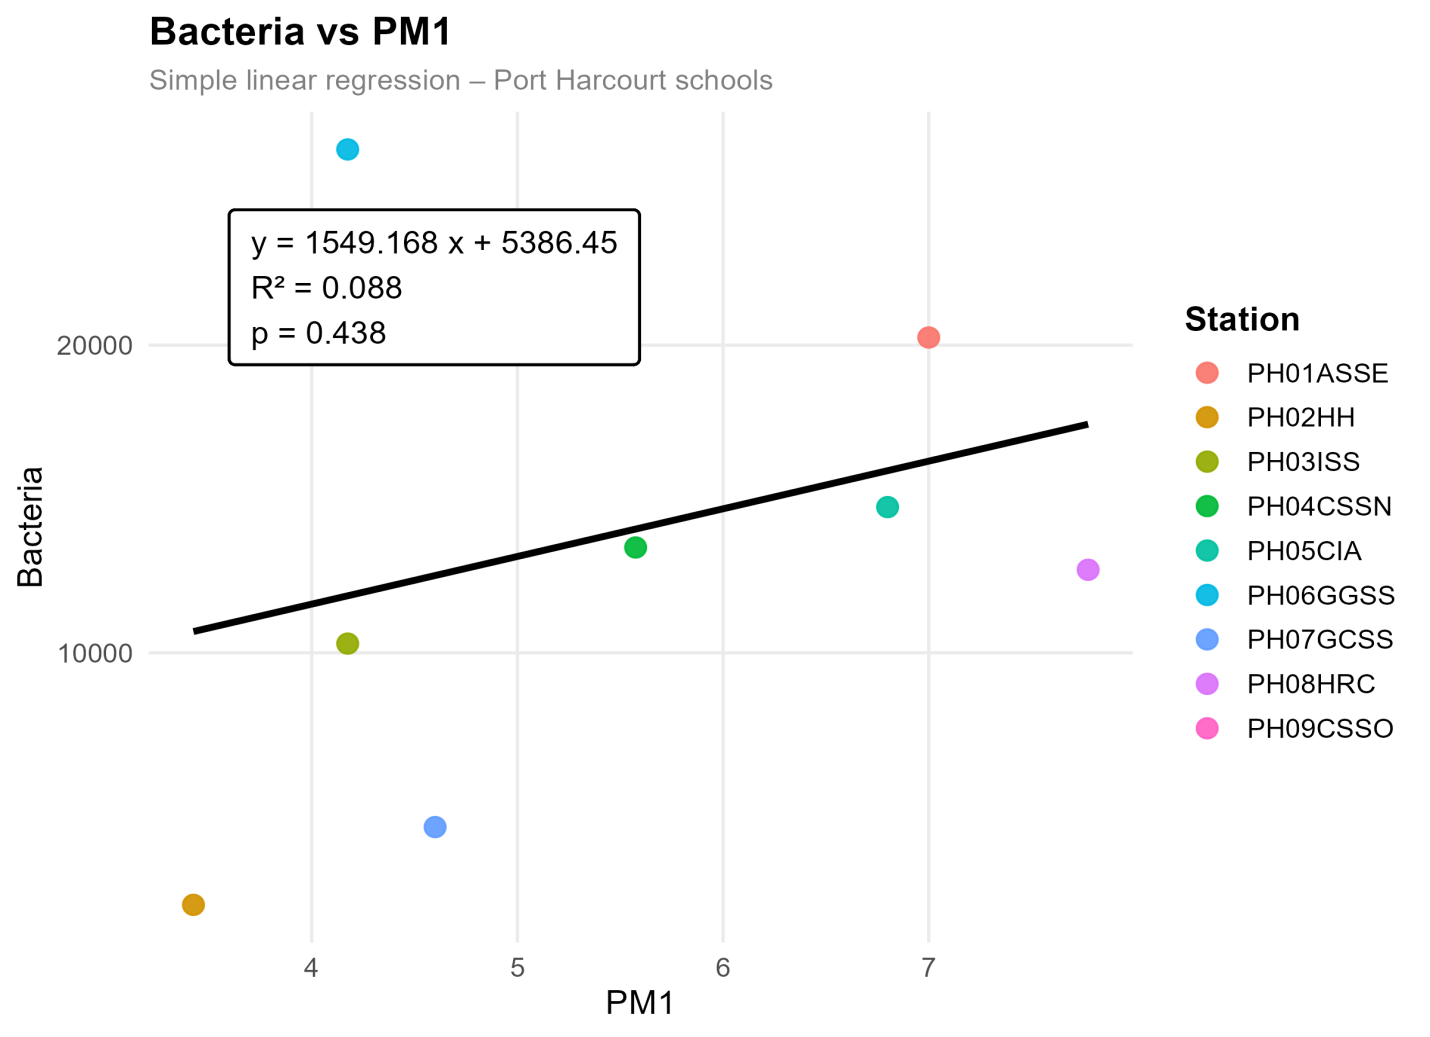 Bacteria vs PM1
Simple linear regression – Port Harcourt schools
y = 1549.168 x + 5386.45
R² = 0.088
p = 0.438
20000
10000
Bacteria
4
5
6
7
PM1
Station
PH01ASSE
PH02HH
PH03ISS
PH04CSSN
PH05CIA
PH06GGSS
PH07GCSS
PH08HRC
PH09CSSO